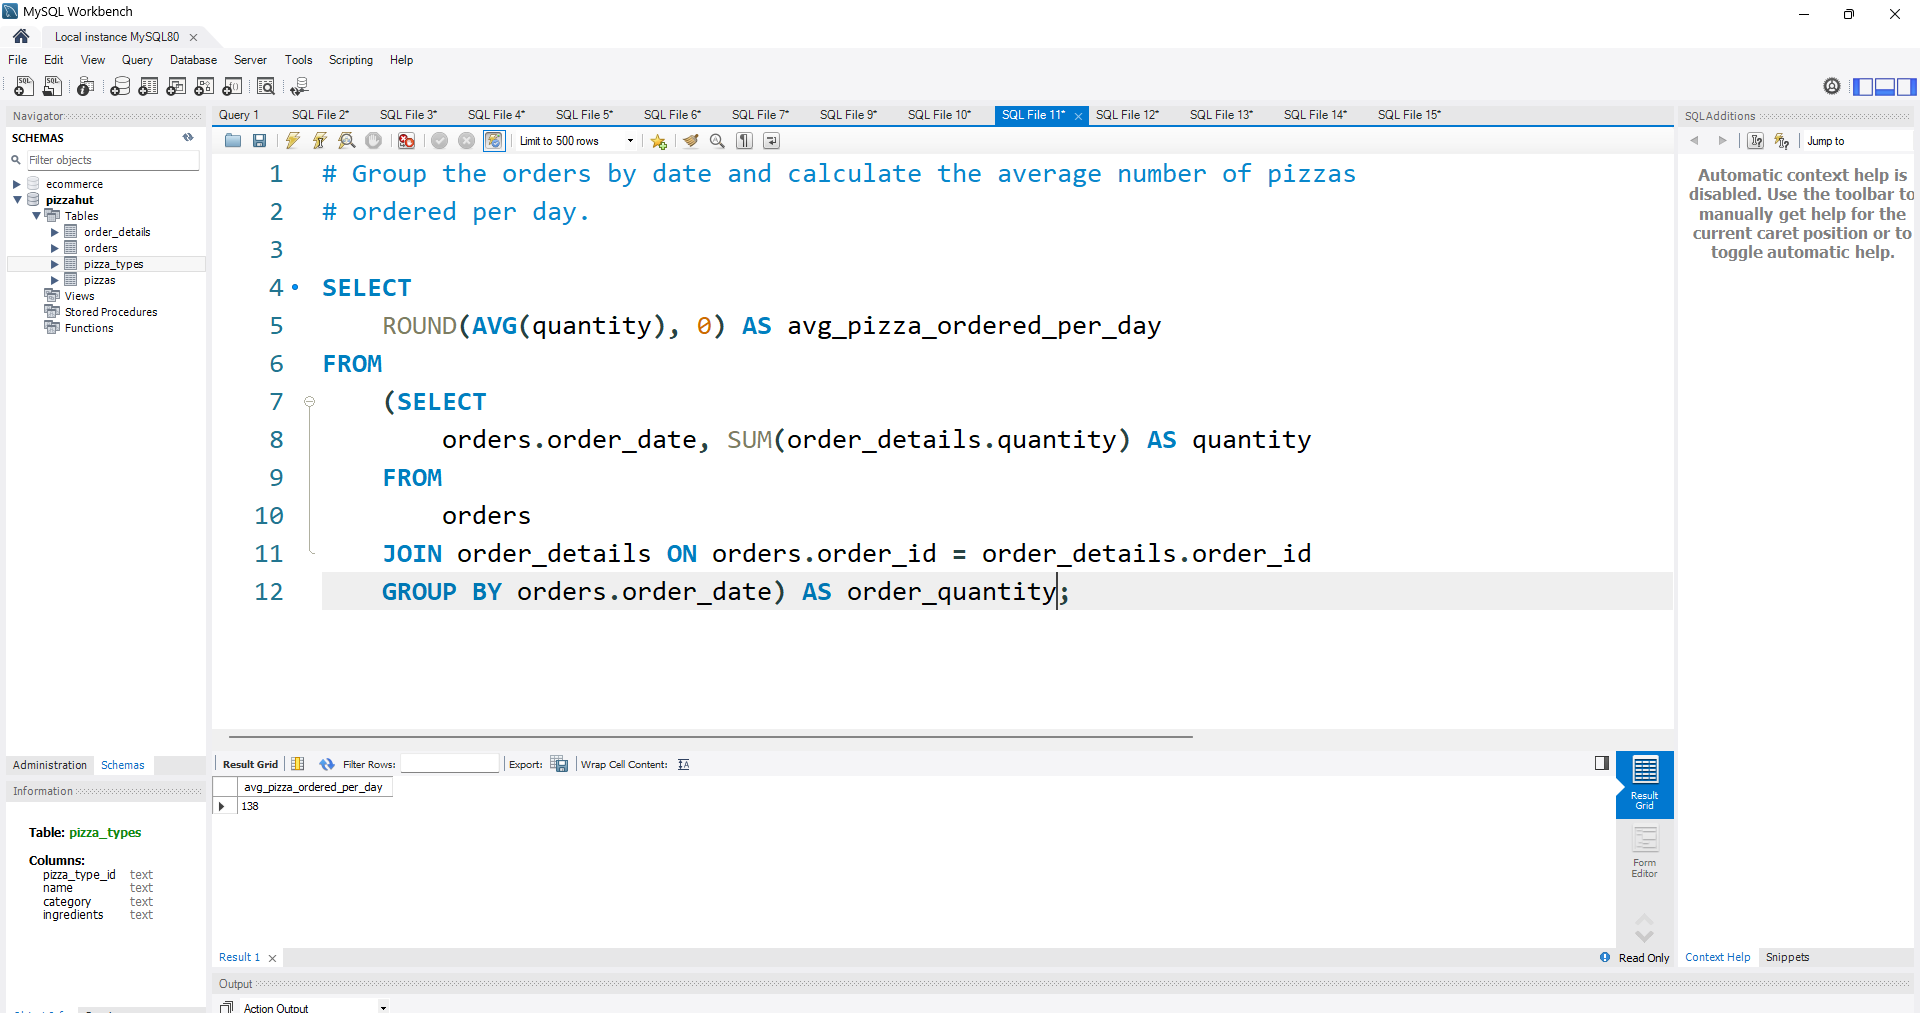 MySQL Workbench
Local instance MySQL80
File Edit View Query Database Server Tools Scripting Help
Navigator
SCHEMAS
Filter objects
ecommerce
pizzahut
Tables
order_details
orders
pizza_types
pizzas
Views
Stored Procedures
Functions
Administration Schemas
Information
Table: pizza_types
Columns:
pizza_type_id text
name text
category text
ingredients text
Query 1 SQL File 2* SQL File 3* SQL File 4* SQL File 5* SQL File 6* SQL File 7* SQL File 9* SQL File 10* SQL File 11* SQL File 12* SQL File 13* SQL File 14* SQL File 15*
Limit to 500 rows
1 # Group the orders by date and calculate the average number of pizzas
2 # ordered per day.
3
4 SELECT
5 ROUND(AVG(quantity), 0) AS avg_pizza_ordered_per_day
6 FROM
7 (SELECT
8 orders.order_date, SUM(order_details.quantity) AS quantity
9 FROM
10 orders
11 JOIN order_details ON orders.order_id = order_details.order_id
12 GROUP BY orders.order_date) AS order_quantity;
Result Grid Filter Rows: Export: Wrap Cell Content:
avg_pizza_ordered_per_day
138
Result
Grid
Form
Editor
Result 1
Read Only
Output
Action Output
SQLAdditions
Jump to
Automatic context help is
disabled. Use the toolbar to
manually get help for the
current caret position or to
toggle automatic help.
Context Help Snippets